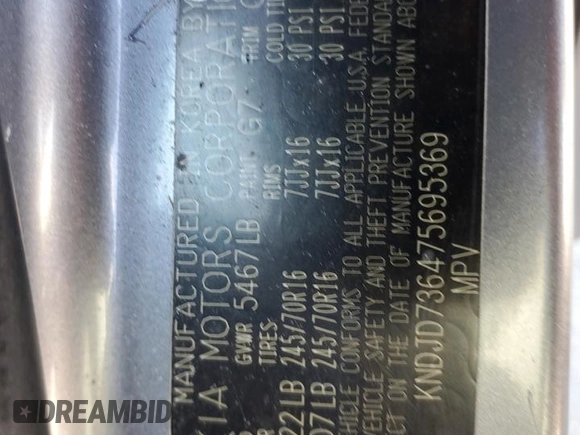 MANUFACTURED IN KOREA BY
KIA MOTORS CORPORATI
GVWR 5467LB PAINT G7 TRIM
TIRES RIMS COLD TI
22LB 245/70R16 7JJx16 30 PSI
07LB 245/70R16 7JJx16 30 PSI
VEHICLE CONFORMS TO ALL APPLICABLE U.S.A. FEDE
VEHICLE SAFETY AND THEFT PREVENTION STANDAR
CT ON THE DATE OF MANUFACTURE SHOWN ABO
KNDJD736475695369
MPV
DREAMBID